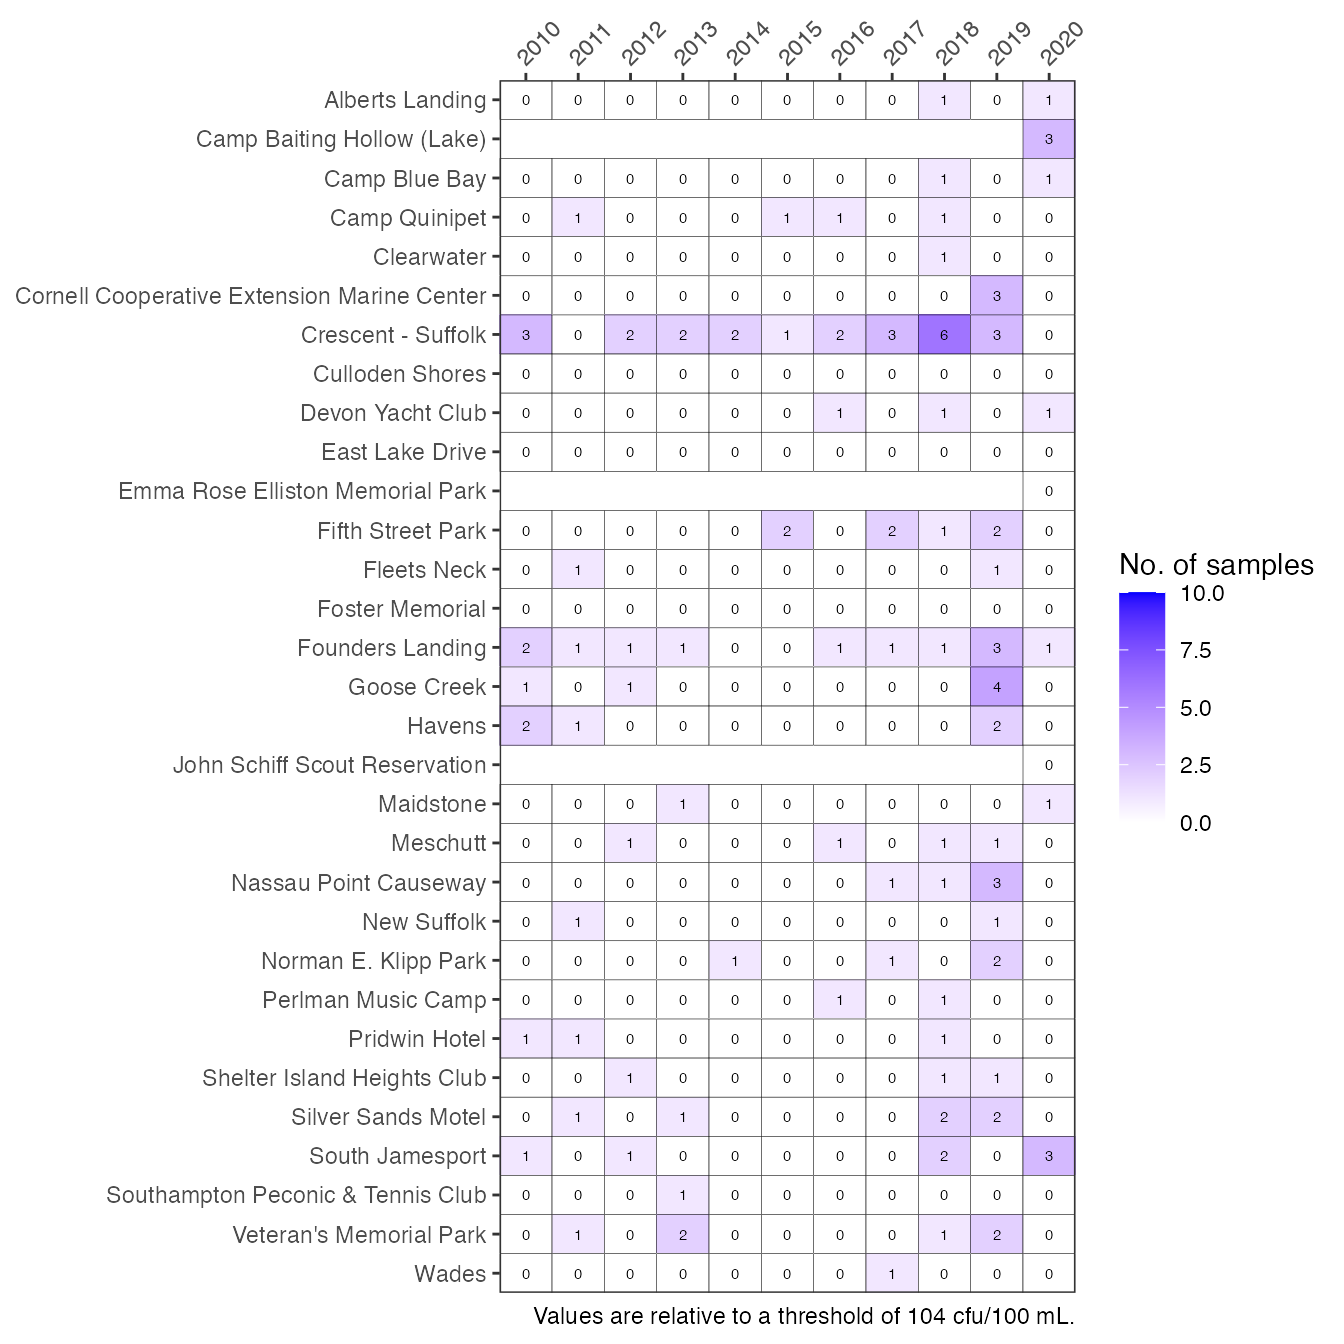 2010 2011 2012 2013 2014 2015 2016 2017 2018 2019 2020
Alberts Landing 0 0 0 0 0 0 0 0 1 0 1
Camp Baiting Hollow (Lake) 3
Camp Blue Bay 0 0 0 0 0 0 0 0 1 0 1
Camp Quinipet 0 1 0 0 0 1 1 0 1 0 0
Clearwater 0 0 0 0 0 0 0 0 1 0 0
Cornell Cooperative Extension Marine Center 0 0 0 0 0 0 0 0 0 3 0
Crescent - Suffolk 3 0 2 2 2 1 2 3 6 3 0
Culloden Shores 0 0 0 0 0 0 0 0 0 0 0
Devon Yacht Club 0 0 0 0 0 0 1 0 1 0 1
East Lake Drive 0 0 0 0 0 0 0 0 0 0 0
Emma Rose Elliston Memorial Park 0
Fifth Street Park 0 0 0 0 0 2 0 2 1 2 0
Fleets Neck 0 1 0 0 0 0 0 0 0 1 0
Foster Memorial 0 0 0 0 0 0 0 0 0 0 0
Founders Landing 2 1 1 1 0 0 1 1 1 3 1
Goose Creek 1 0 1 0 0 0 0 0 0 4 0
Havens 2 1 0 0 0 0 0 0 0 2 0
John Schiff Scout Reservation 0
Maidstone 0 0 0 1 0 0 0 0 0 0 1
Meschutt 0 0 1 0 0 0 1 0 1 1 0
Nassau Point Causeway 0 0 0 0 0 0 0 1 1 3 0
New Suffolk 0 1 0 0 0 0 0 0 0 1 0
Norman E. Klipp Park 0 0 0 0 1 0 0 1 0 2 0
Perlman Music Camp 0 0 0 0 0 0 1 0 1 0 0
Pridwin Hotel 1 1 0 0 0 0 0 0 1 0 0
Shelter Island Heights Club 0 0 1 0 0 0 0 0 1 1 0
Silver Sands Motel 0 1 0 1 0 0 0 0 2 2 0
South Jamesport 1 0 1 0 0 0 0 0 2 0 3
Southampton Peconic & Tennis Club 0 0 0 1 0 0 0 0 0 0 0
Veteran's Memorial Park 0 1 0 2 0 0 0 0 1 2 0
Wades 0 0 0 0 0 0 0 1 0 0 0
Values are relative to a threshold of 104 cfu/100 mL.
No. of samples
10.0
7.5
5.0
2.5
0.0